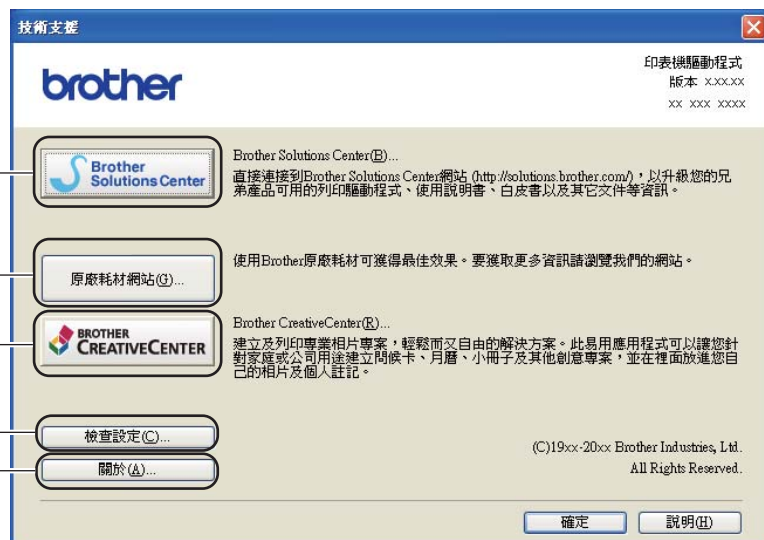 技術支援
brother
印表機驅動程式
版本 x.xx.xx
xx xxx xxxx
Brother
Solutions Center
Brother Solutions Center(B)...
直接連接到Brother Solutions Center網站 (http://solutions.brother.com/)，以升級您的兄
弟產品可用的列印驅動程式、使用說明書、白皮書以及其它文件等資訊。
原廠耗材網站(G)...
使用Brother原廠耗材可獲得最佳效果。要獲取更多資訊請瀏覽我們的網站。
BROTHER
CREATIVECENTER
Brother CreativeCenter(R)...
建立及列印專業相片專案，輕鬆而又自由的解決方案。此易用應用程式可以讓您針
對家庭或公司用途建立問候卡、月曆、小冊子及其他創意專案，並在裡面放進您自
己的相片及個人註記。
檢查設定(C)...
關於(A)...
(C)19xx-20xx Brother Industries, Ltd.
All Rights Reserved.
確定
說明(H)